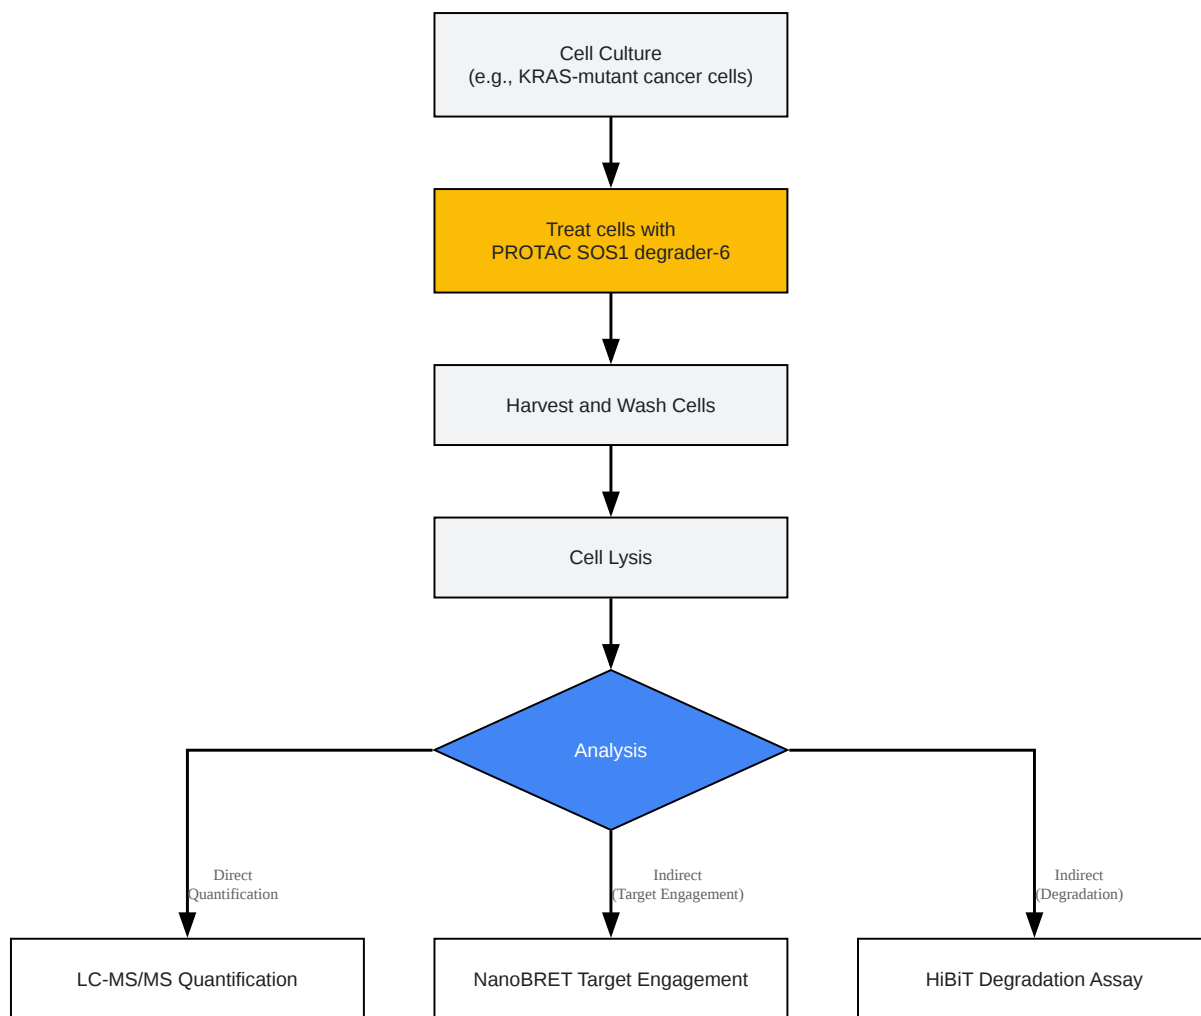 Cell Culture
(e.g., KRAS-mutant cancer cells)
Treat cells with
PROTAC SOS1 degrader-6
Harvest and Wash Cells
Cell Lysis
Analysis
Direct
Quantification
Indirect
(Target Engagement)
Indirect
(Degradation)
LC-MS/MS Quantification
NanoBRET Target Engagement
HiBiT Degradation Assay